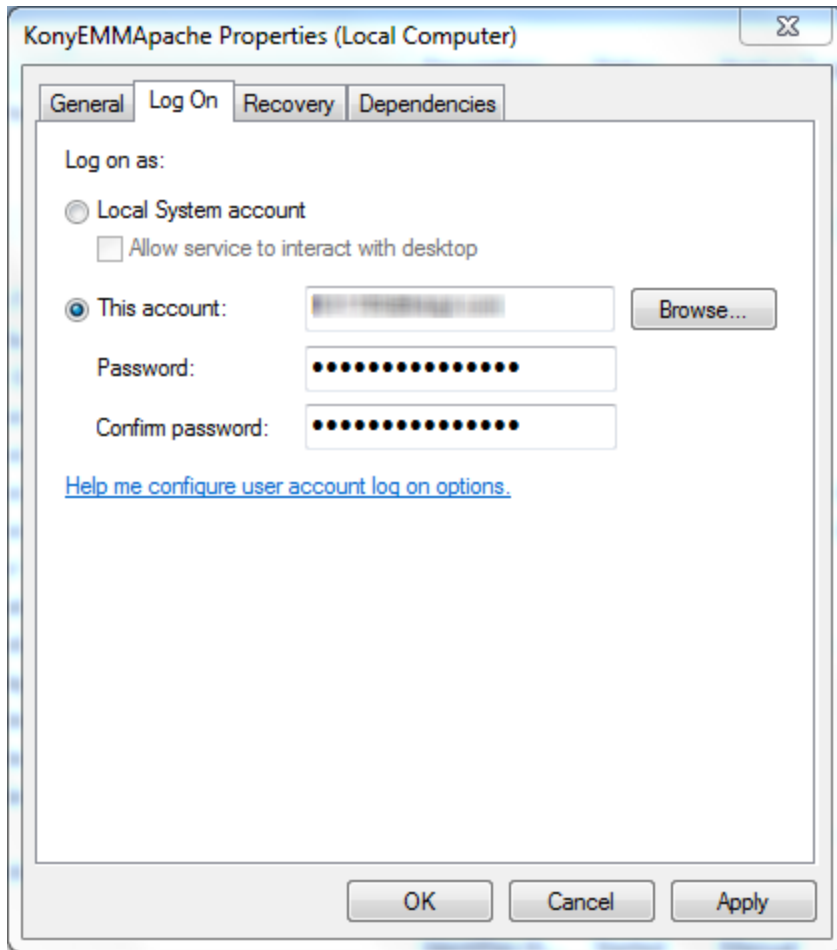 KonyEMMApache Properties (Local Computer)
General Log On Recovery Dependencies
Log on as:
Local System account
Allow service to interact with desktop
This account: Browse...
Password: •••••••••••••••
Confirm password: •••••••••••••••
Help me configure user account log on options.
OK Cancel Apply